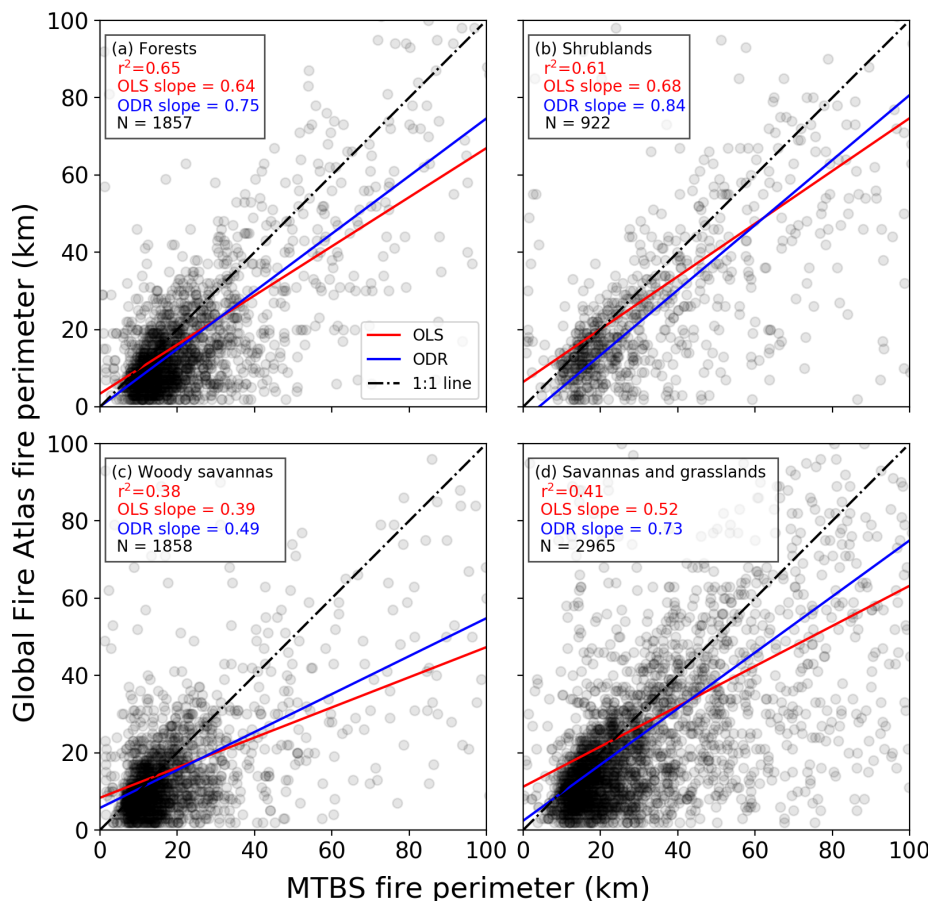 100
80
60
40
20
0
(a) Forests
r²=0.65
OLS slope = 0.64
ODR slope = 0.75
N = 1857
OLS
ODR
1:1 line
(b) Shrublands
r²=0.61
OLS slope = 0.68
ODR slope = 0.84
N = 922
Global Fire Atlas fire perimeter (km)
100
80
60
40
20
0
(c) Woody savannas
r²=0.38
OLS slope = 0.39
ODR slope = 0.49
N = 1858
(d) Savannas and grasslands
r²=0.41
OLS slope = 0.52
ODR slope = 0.73
N = 2965
0 20 40 60 80 100
0 20 40 60 80 100
MTBS fire perimeter (km)